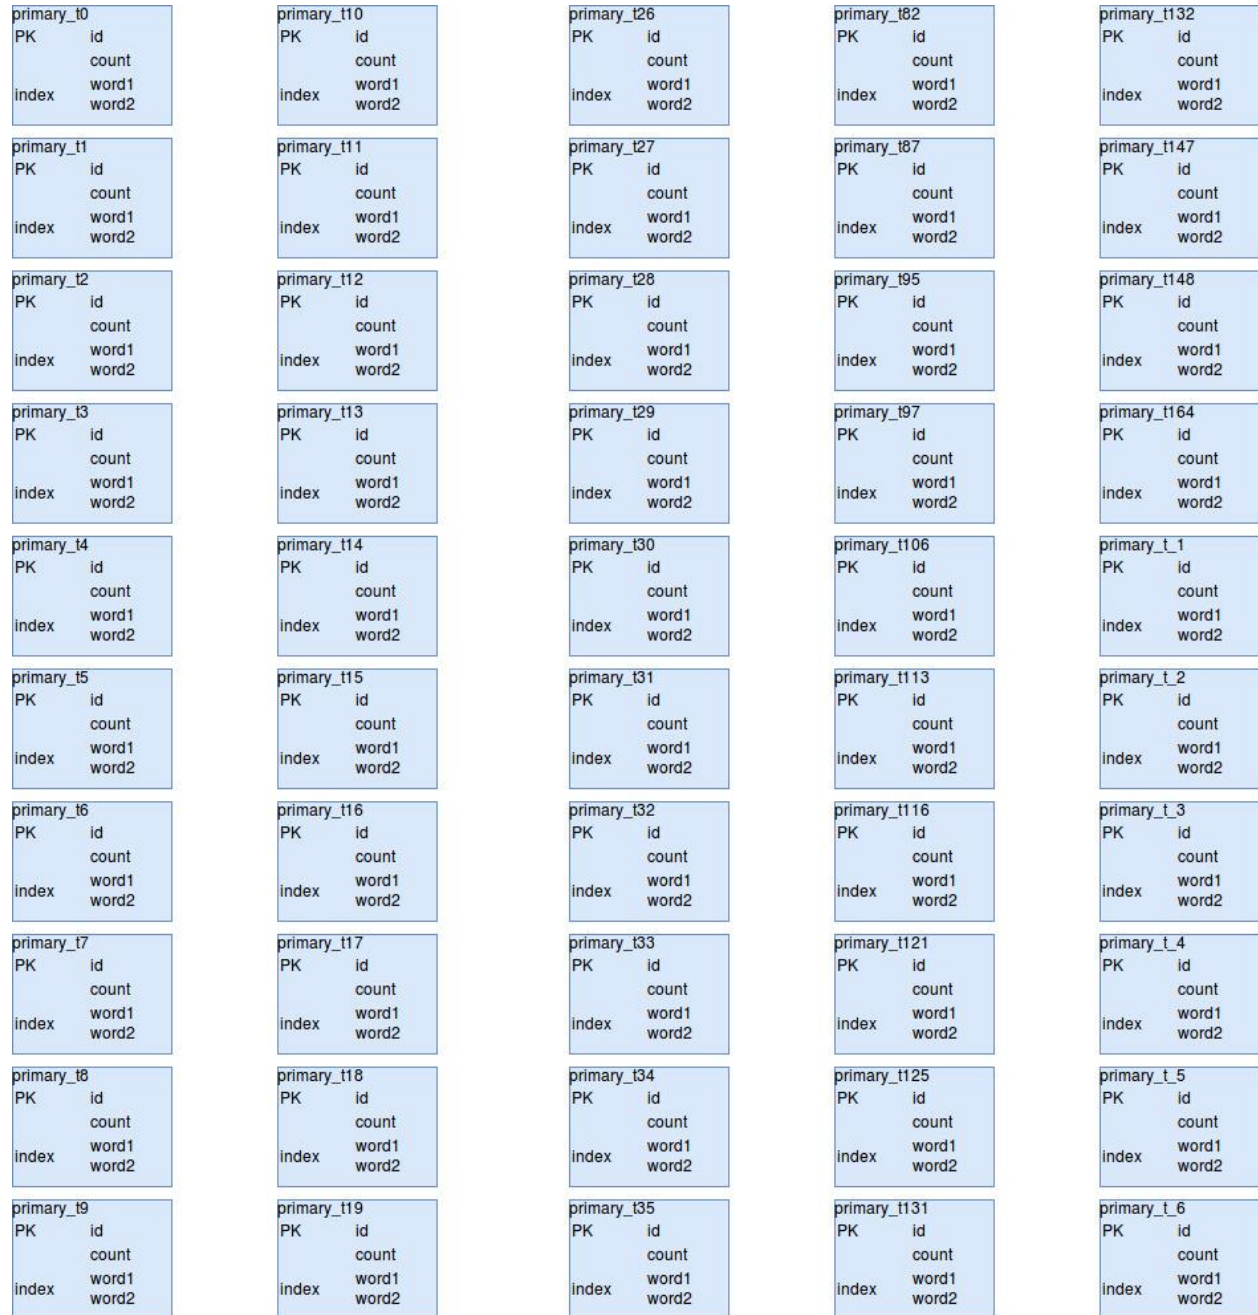 primary_t0
PK id
count
index word1
word2
primary_t1
PK id
count
index word1
word2
primary_t2
PK id
count
index word1
word2
primary_t3
PK id
count
index word1
word2
primary_t4
PK id
count
index word1
word2
primary_t5
PK id
count
index word1
word2
primary_t6
PK id
count
index word1
word2
primary_t7
PK id
count
index word1
word2
primary_t8
PK id
count
index word1
word2
primary_t9
PK id
count
index word1
word2
primary_t10
PK id
count
index word1
word2
primary_t11
PK id
count
index word1
word2
primary_t12
PK id
count
index word1
word2
primary_t13
PK id
count
index word1
word2
primary_t14
PK id
count
index word1
word2
primary_t15
PK id
count
index word1
word2
primary_t16
PK id
count
index word1
word2
primary_t17
PK id
count
index word1
word2
primary_t18
PK id
count
index word1
word2
primary_t19
PK id
count
index word1
word2
primary_t26
PK id
count
index word1
word2
primary_t27
PK id
count
index word1
word2
primary_t28
PK id
count
index word1
word2
primary_t29
PK id
count
index word1
word2
primary_t30
PK id
count
index word1
word2
primary_t31
PK id
count
index word1
word2
primary_t32
PK id
count
index word1
word2
primary_t33
PK id
count
index word1
word2
primary_t34
PK id
count
index word1
word2
primary_t35
PK id
count
index word1
word2
primary_t82
PK id
count
index word1
word2
primary_t87
PK id
count
index word1
word2
primary_t95
PK id
count
index word1
word2
primary_t97
PK id
count
index word1
word2
primary_t106
PK id
count
index word1
word2
primary_t113
PK id
count
index word1
word2
primary_t116
PK id
count
index word1
word2
primary_t121
PK id
count
index word1
word2
primary_t125
PK id
count
index word1
word2
primary_t131
PK id
count
index word1
word2
primary_t132
PK id
count
index word1
word2
primary_t147
PK id
count
index word1
word2
primary_t148
PK id
count
index word1
word2
primary_t164
PK id
count
index word1
word2
primary_t_1
PK id
count
index word1
word2
primary_t_2
PK id
count
index word1
word2
primary_t_3
PK id
count
index word1
word2
primary_t_4
PK id
count
index word1
word2
primary_t_5
PK id
count
index word1
word2
primary_t_6
PK id
count
index word1
word2